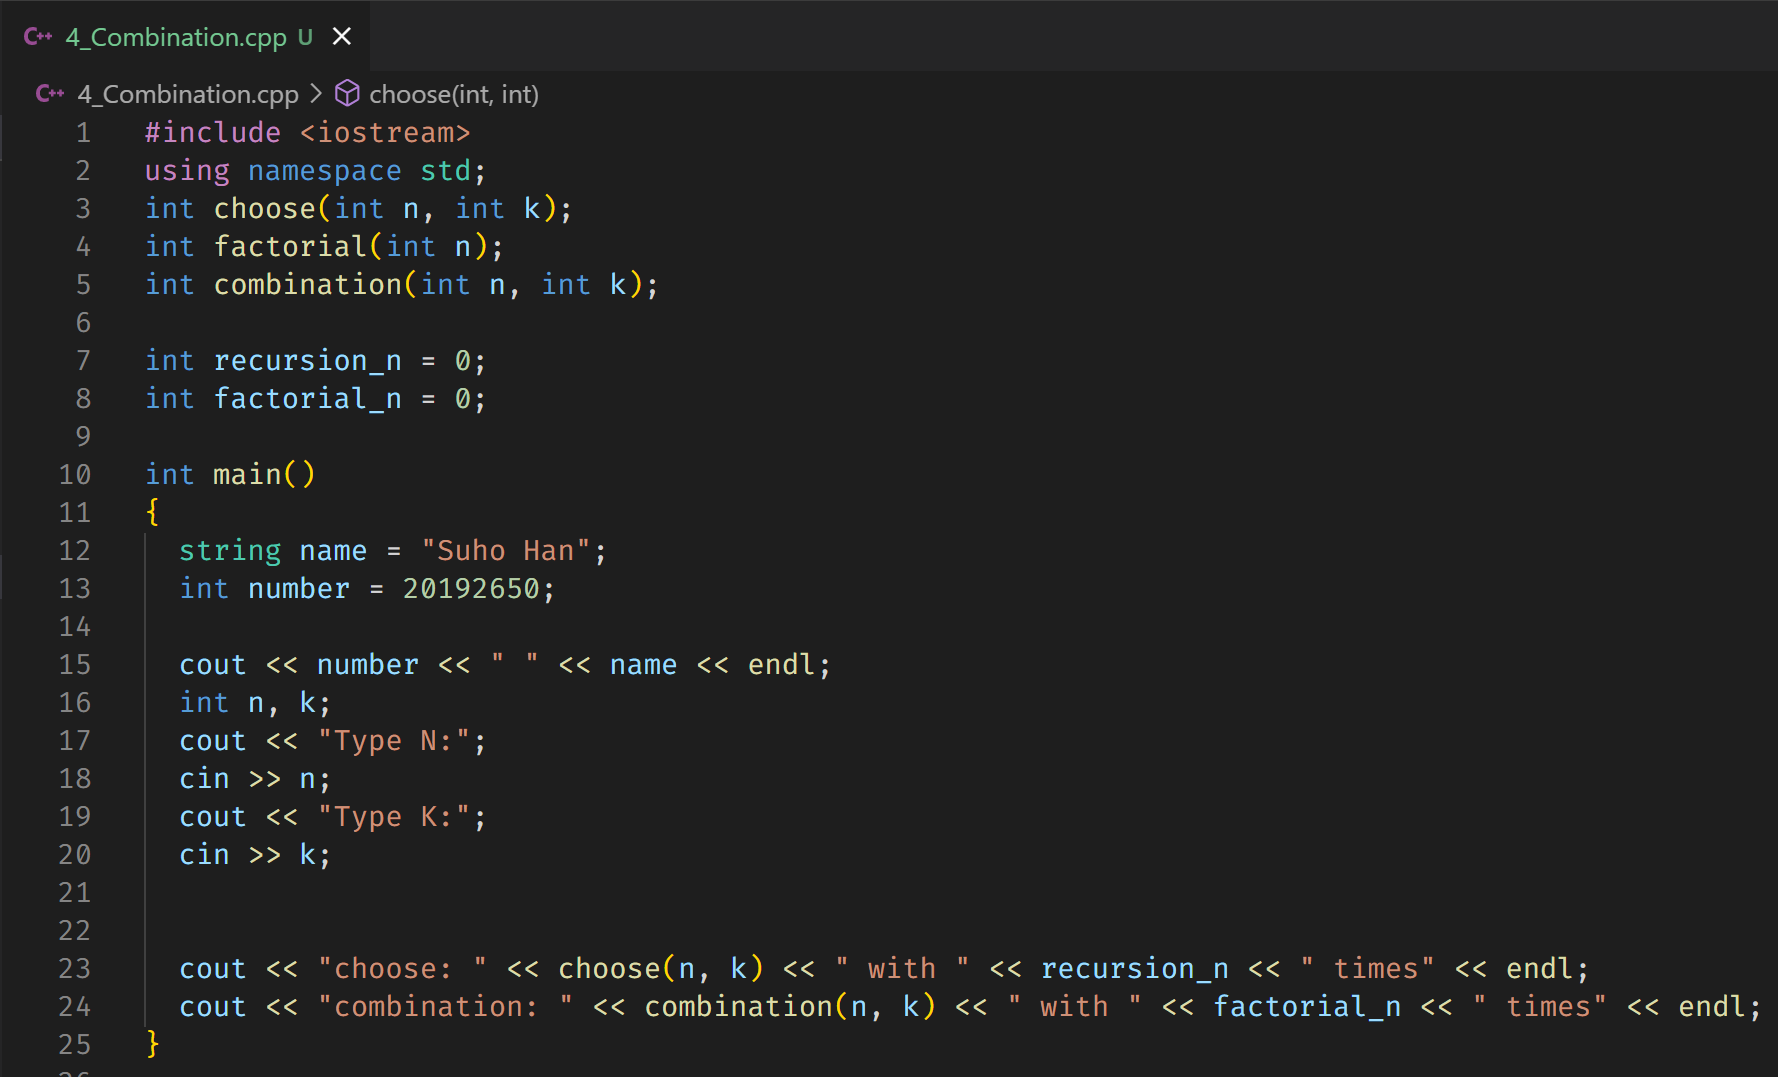 C++ 4_Combination.cpp U
C++ 4_Combination.cpp > choose(int, int)
1 #include <iostream>
2 using namespace std;
3 int choose(int n, int k);
4 int factorial(int n);
5 int combination(int n, int k);
6
7 int recursion_n = 0;
8 int factorial_n = 0;
9
10 int main()
11 {
12   string name = "Suho Han";
13   int number = 20192650;
14
15   cout << number << " " << name << endl;
16   int n, k;
17   cout << "Type N:";
18   cin >> n;
19   cout << "Type K:";
20   cin >> k;
21
22
23   cout << "choose: " << choose(n, k) << " with " << recursion_n << " times" << endl;
24   cout << "combination: " << combination(n, k) << " with " << factorial_n << " times" << endl;
25 }
26